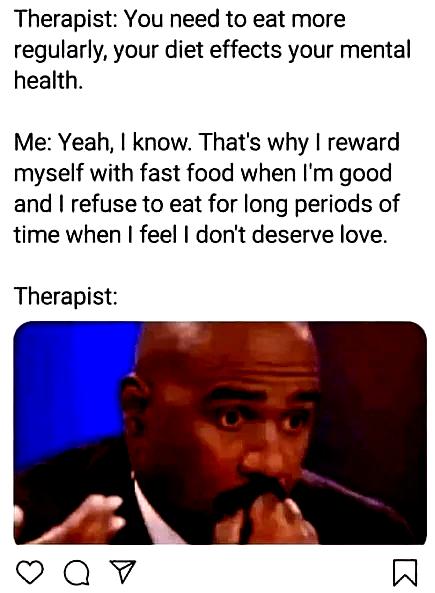 Therapist: You need to eat more
regularly, your diet effects your mental
health.
Me: Yeah, I know. That's why I reward
myself with fast food when I'm good
and I refuse to eat for long periods of
time when I feel I don't deserve love.
Therapist: